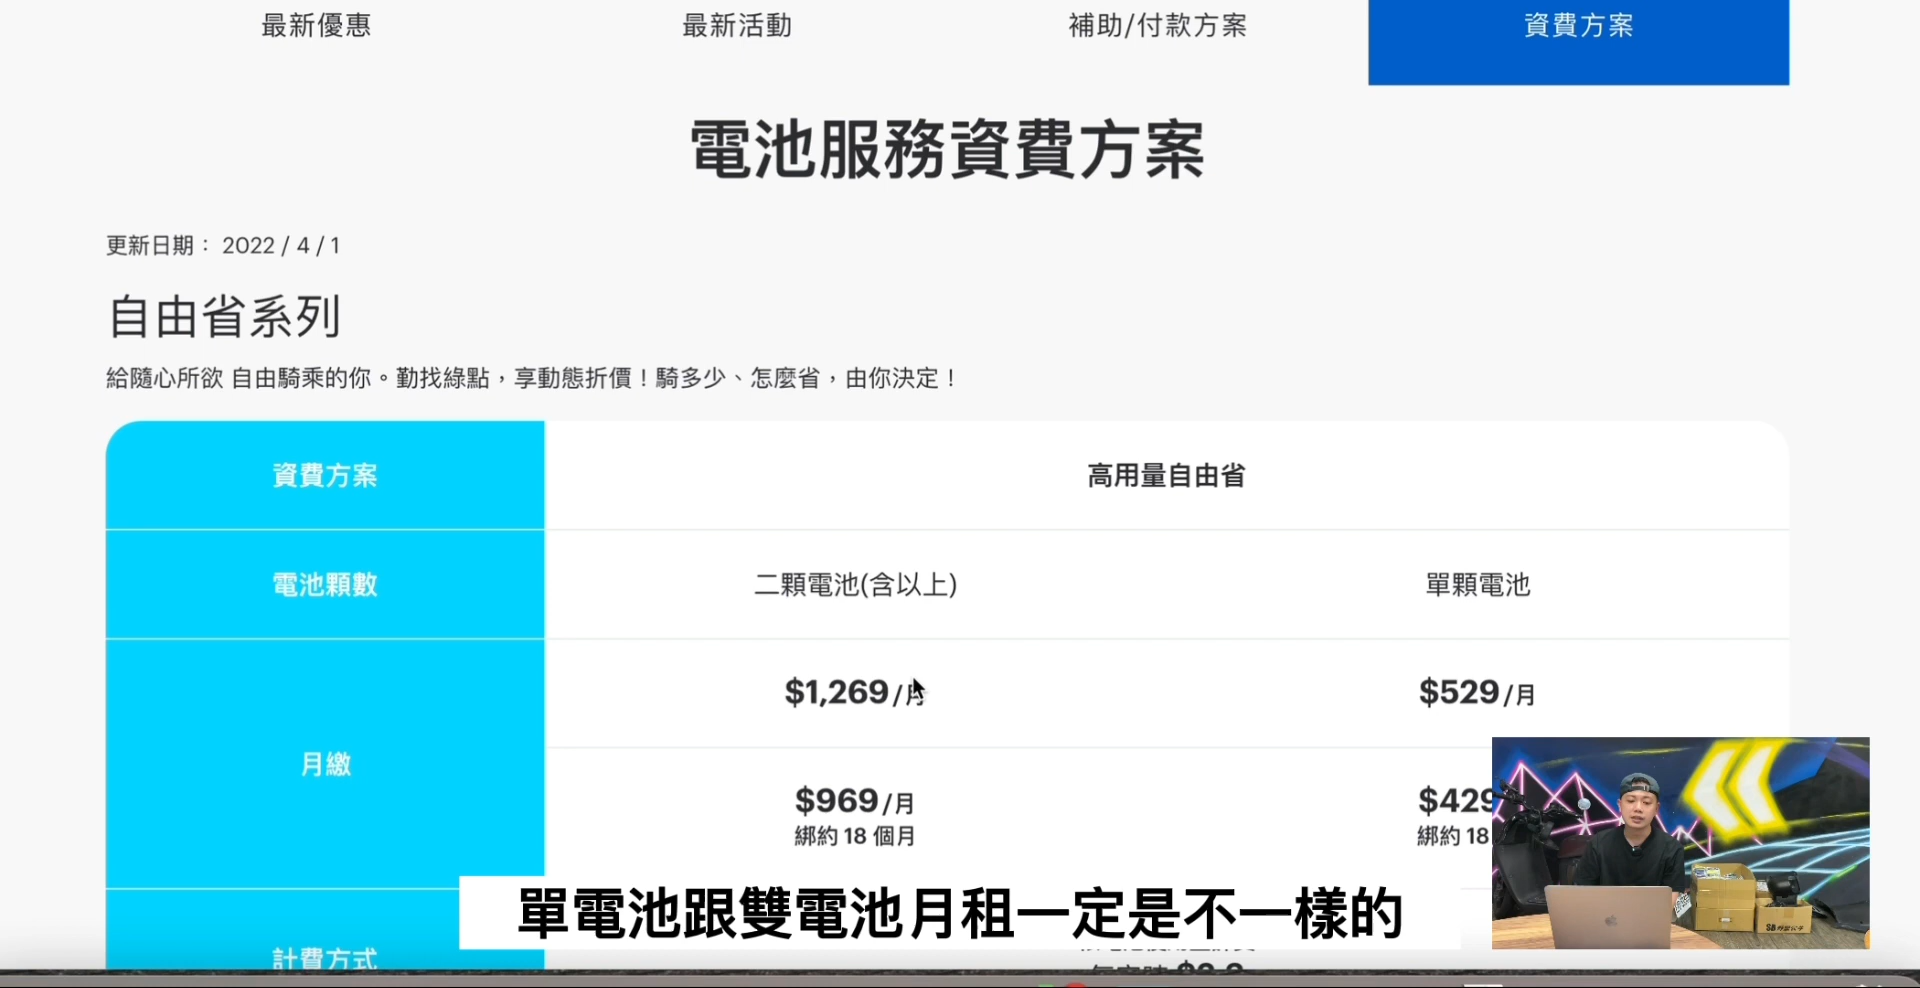 最新優惠
最新活動
補助/付款方案
資費方案
電池服務資費方案
更新日期： 2022 / 4 / 1
自由省系列
給隨心所欲 自由騎乘的你。勤找綠點，享動態折價！騎多少、怎麼省，由你決定！
資費方案
高用量自由省
電池顆數
二顆電池(含以上)
單顆電池
月繳
$1,269/月
$529/月
$969/月
$429
綁約 18 個月
綁約 18
單電池跟雙電池月租一定是不一樣的
計費方式